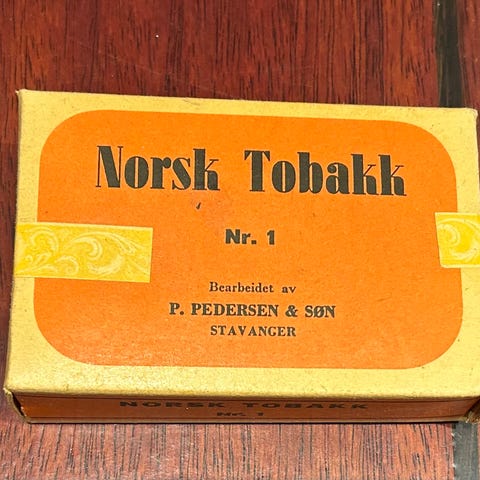 Norsk Tobakk
Nr. 1
Bearbeidet av
P. PEDERSEN & SØN
STAVANGER
NORSK TOBAKK
Nr. 1